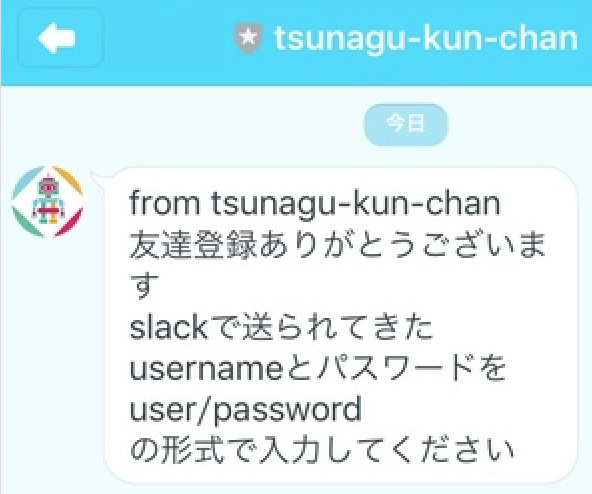 tsunagu-kun-chan
今日
from tsunagu-kun-chan
友達登録ありがとうございま
す
slackで送られてきた
usernameとパスワードを
user/password
の形式で入力してください